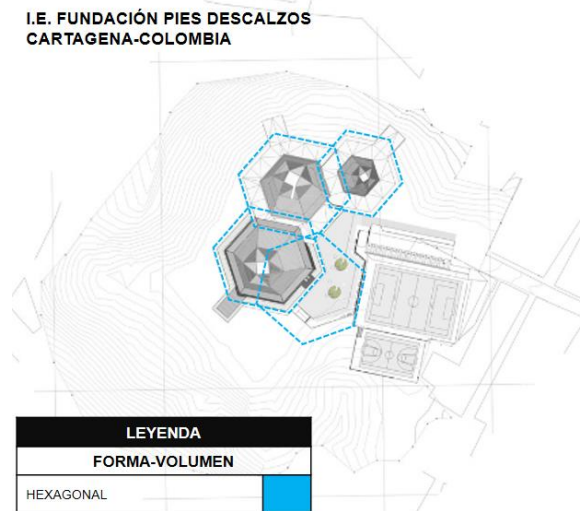 I.E. FUNDACIÓN PIES DESCALZOS
CARTAGENA-COLOMBIA
LEYENDA
FORMA-VOLUMEN
HEXAGONAL